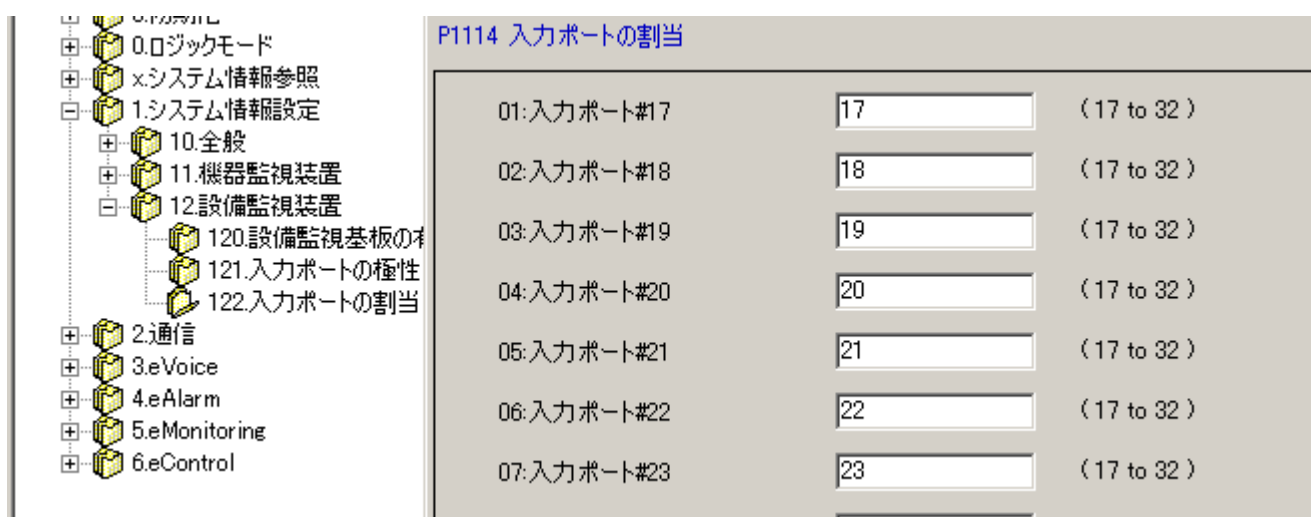 0.ロジックモード
x.システム情報参照
1.システム情報設定
10.全般
11.機器監視装置
12.設備監視装置
120.設備監視基板の
121.入力ポートの極性
122.入力ポートの割当
2.通信
3.eVoice
4.eAlarm
5.eMonitoring
6.eControl
P1114 入力ポートの割当
01:入力ポート#17 17 (17 to 32)
02:入力ポート#18 18 (17 to 32)
03:入力ポート#19 19 (17 to 32)
04:入力ポート#20 20 (17 to 32)
05:入力ポート#21 21 (17 to 32)
06:入力ポート#22 22 (17 to 32)
07:入力ポート#23 23 (17 to 32)